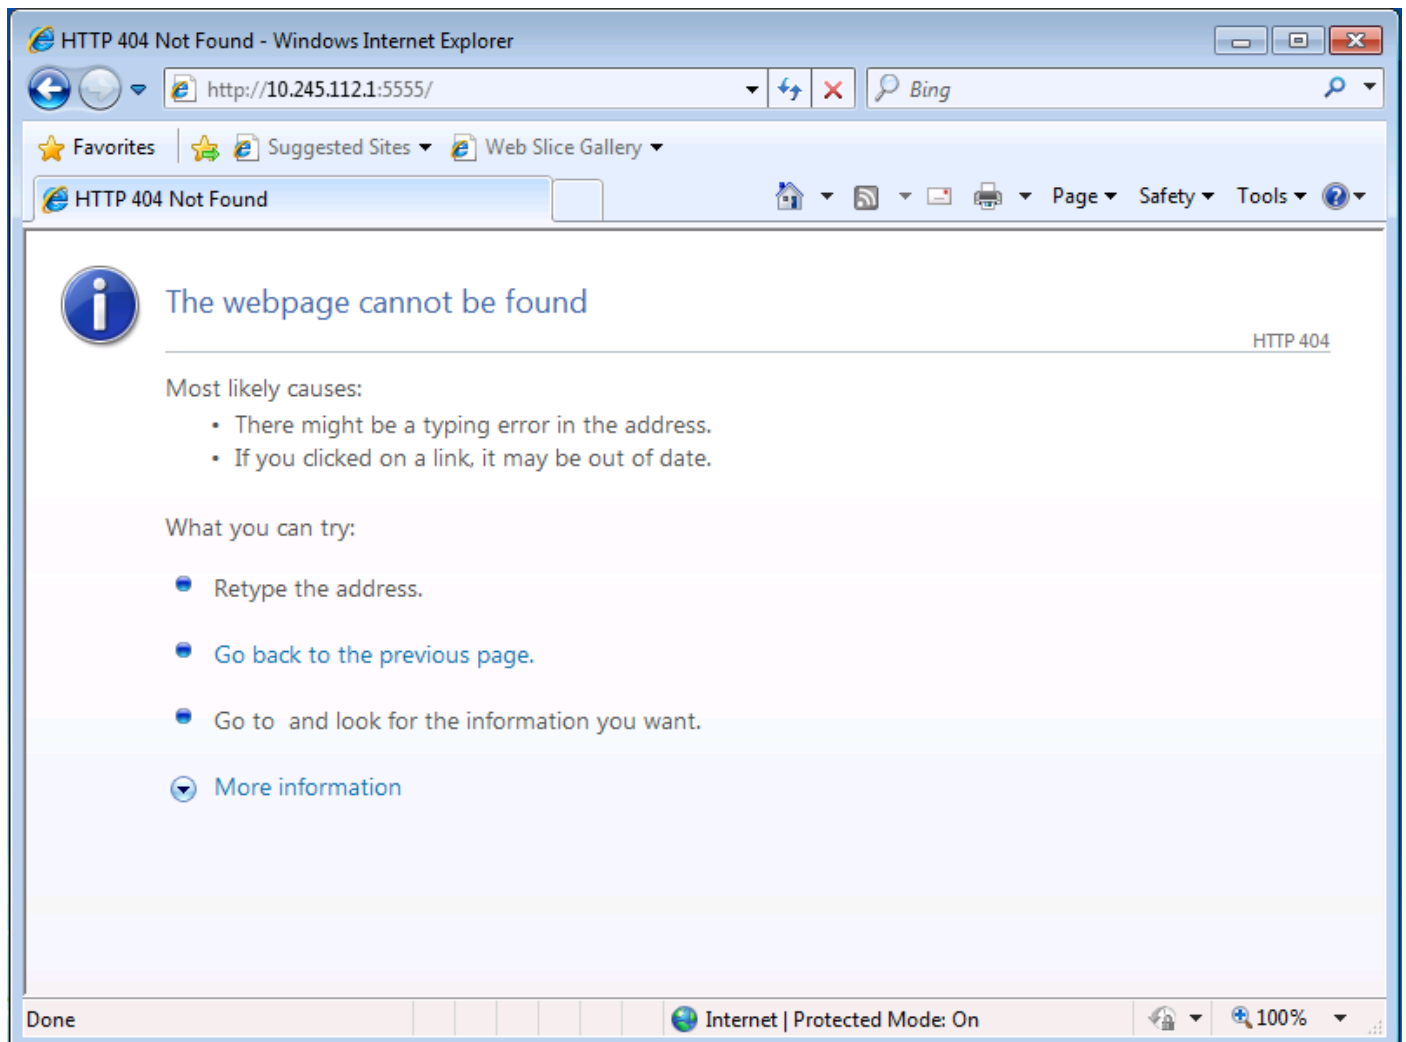 HTTP 404 Not Found - Windows Internet Explorer
http://10.245.112.1:5555/
Bing
Favorites
Suggested Sites
Web Slice Gallery
HTTP 404 Not Found
Page
Safety
Tools
The webpage cannot be found
HTTP 404
Most likely causes:
• There might be a typing error in the address.
• If you clicked on a link, it may be out of date.
What you can try:
Retype the address.
Go back to the previous page.
Go to  and look for the information you want.
More information
Done
Internet | Protected Mode: On
100%